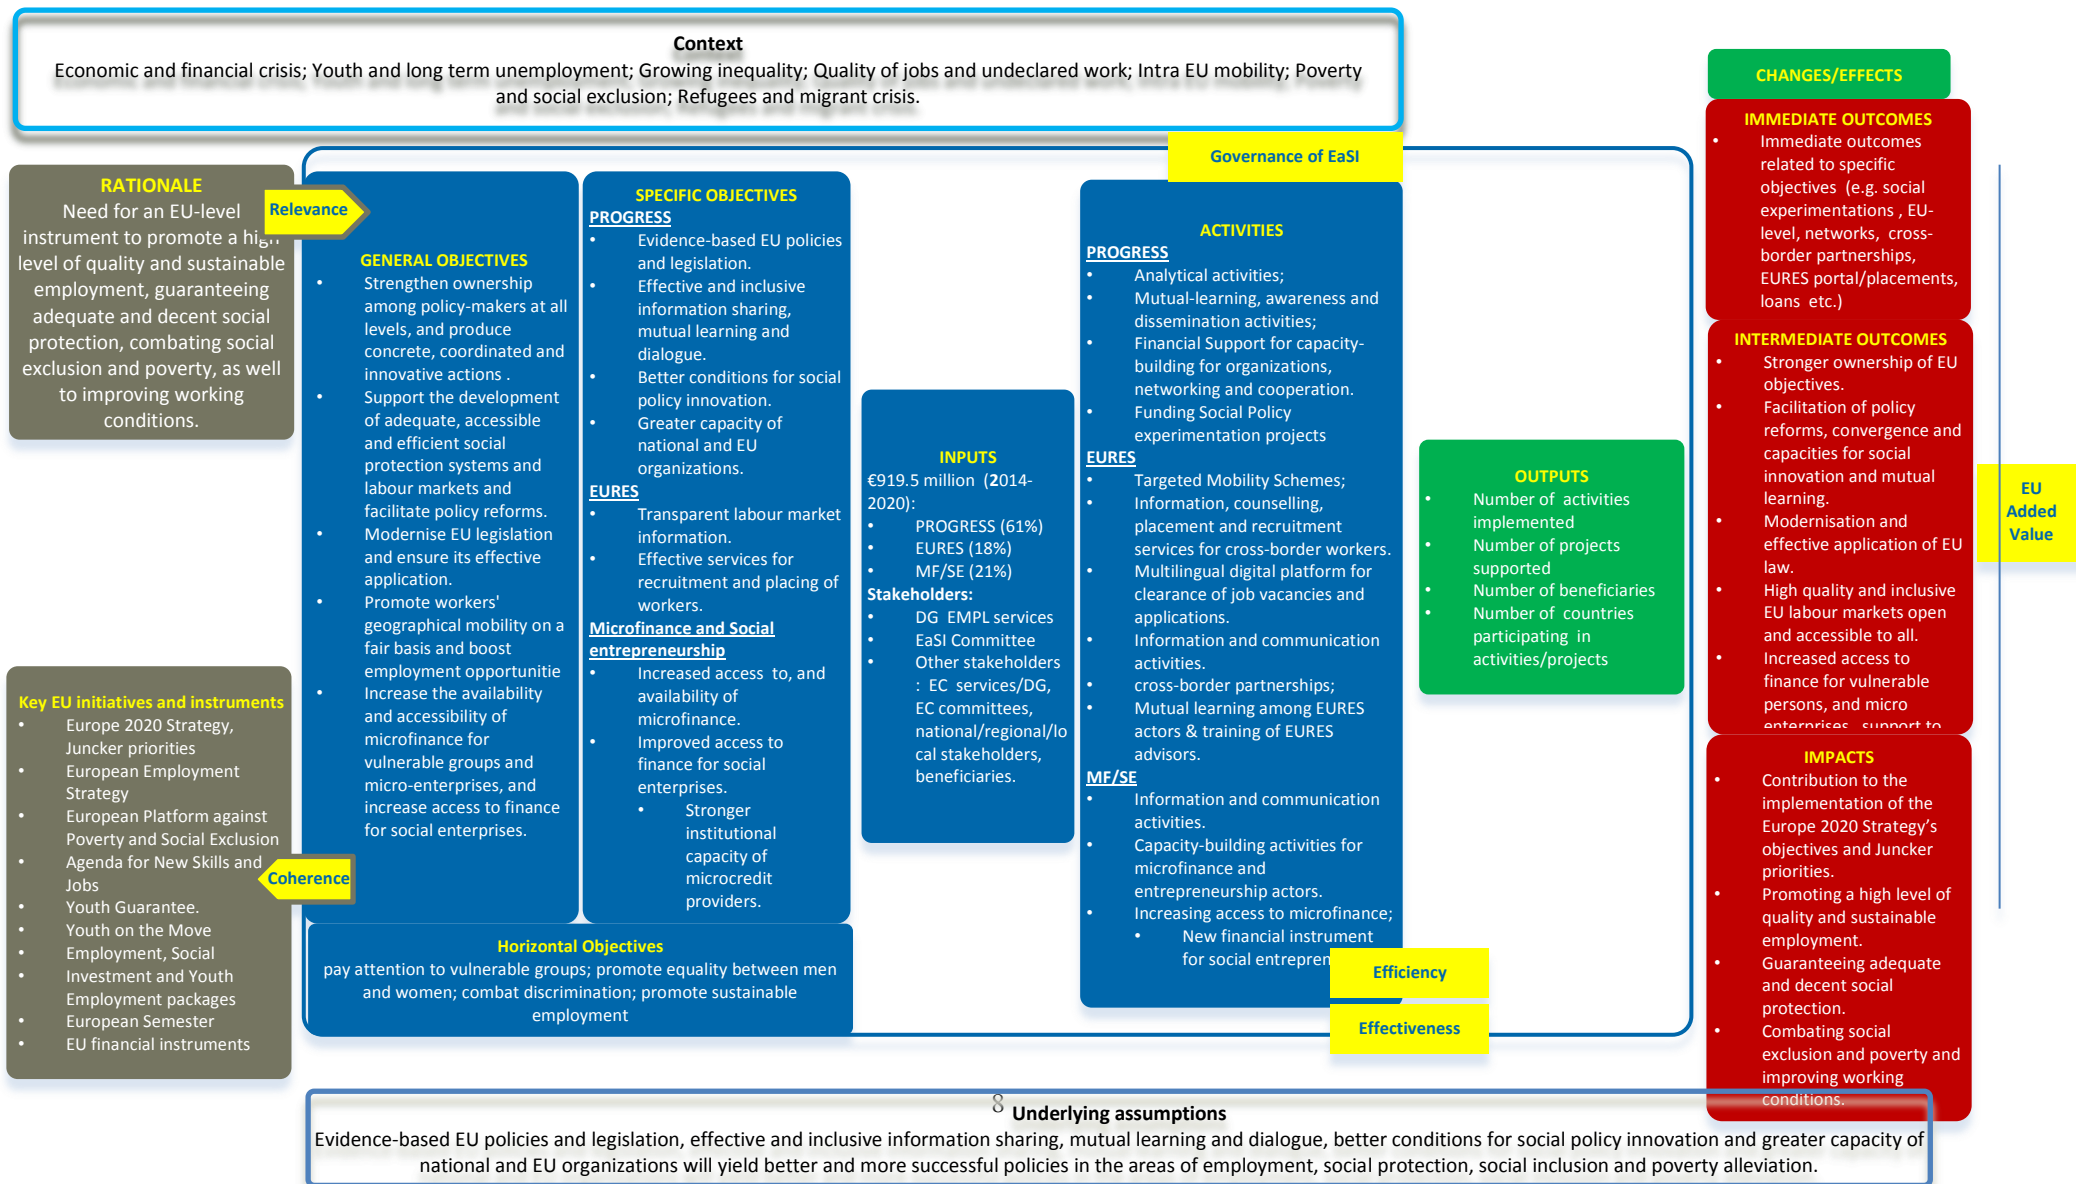 Context
Economic and financial crisis; Youth and long term unemployment; Growing inequality; Quality of jobs and undeclared work; Intra EU mobility; Poverty
and social exclusion; Refugees and migrant crisis.
RATIONALE
Need for an EU-level
instrument to promote a high
level of quality and sustainable
employment, guaranteeing
adequate and decent social
protection, combating social
exclusion and poverty, as well
to improving working
conditions.
Relevance
Key EU initiatives and instruments
• Europe 2020 Strategy,
Juncker priorities
• European Employment
Strategy
• European Platform against
Poverty and Social Exclusion
• Agenda for New Skills and
Jobs
• Youth Guarantee.
• Youth on the Move
• Employment, Social
• Investment and Youth
Employment packages
• European Semester
• EU financial instruments
Coherence
GENERAL OBJECTIVES
• Strengthen ownership
among policy-makers at all
levels, and produce
concrete, coordinated and
innovative actions .
• Support the development
of adequate, accessible
and efficient social
protection systems and
labour markets and
facilitate policy reforms.
• Modernise EU legislation
and ensure its effective
application.
• Promote workers'
geographical mobility on a
fair basis and boost
employment opportunitie
• Increase the availability
and accessibility of
microfinance for
vulnerable groups and
micro-enterprises, and
increase access to finance
for social enterprises.
SPECIFIC OBJECTIVES
PROGRESS
• Evidence-based EU policies
and legislation.
• Effective and inclusive
information sharing,
mutual learning and
dialogue.
• Better conditions for social
policy innovation.
• Greater capacity of
national and EU
organizations.
EURES
• Transparent labour market
information.
• Effective services for
recruitment and placing of
workers.
Microfinance and Social
entrepreneurship
• Increased access to, and
availability of
microfinance.
• Improved access to
finance for social
enterprises.
• Stronger
institutional
capacity of
microcredit
providers.
Horizontal Objectives
pay attention to vulnerable groups; promote equality between men
and women; combat discrimination; promote sustainable
employment
INPUTS
€919.5 million (2014-
2020):
• PROGRESS (61%)
• EURES (18%)
• MF/SE (21%)
Stakeholders:
• DG EMPL services
• EaSI Committee
• Other stakeholders
: EC services/DG,
EC committees,
national/regional/lo
cal stakeholders,
beneficiaries.
Governance of EaSI
ACTIVITIES
PROGRESS
• Analytical activities;
• Mutual-learning, awareness and
dissemination activities;
• Financial Support for capacity-
building for organizations,
networking and cooperation.
• Funding Social Policy
experimentation projects
EURES
• Targeted Mobility Schemes;
• Information, counselling,
placement and recruitment
services for cross-border workers.
• Multilingual digital platform for
clearance of job vacancies and
applications.
• Information and communication
activities.
• cross-border partnerships;
• Mutual learning among EURES
actors & training of EURES
advisors.
MF/SE
• Information and communication
activities.
• Capacity-building activities for
microfinance and
entrepreneurship actors.
• Increasing access to microfinance;
• New financial instrument
for social entrepren
Efficiency
Effectiveness
OUTPUTS
• Number of activities
implemented
• Number of projects
supported
• Number of beneficiaries
• Number of countries
participating in
activities/projects
CHANGES/EFFECTS
IMMEDIATE OUTCOMES
• Immediate outcomes
related to specific
objectives (e.g. social
experimentations , EU-
level, networks, cross-
border partnerships,
EURES portal/placements,
loans etc.)
INTERMEDIATE OUTCOMES
• Stronger ownership of EU
objectives.
• Facilitation of policy
reforms, convergence and
capacities for social
innovation and mutual
learning.
• Modernisation and
effective application of EU
law.
• High quality and inclusive
EU labour markets open
and accessible to all.
• Increased access to
finance for vulnerable
persons, and micro
enterprises, support to
IMPACTS
• Contribution to the
implementation of the
Europe 2020 Strategy’s
objectives and Juncker
priorities.
• Promoting a high level of
quality and sustainable
employment.
• Guaranteeing adequate
and decent social
protection.
• Combating social
exclusion and poverty and
improving working
conditions.
EU
Added
Value
8
Underlying assumptions
Evidence-based EU policies and legislation, effective and inclusive information sharing, mutual learning and dialogue, better conditions for social policy innovation and greater capacity of
national and EU organizations will yield better and more successful policies in the areas of employment, social protection, social inclusion and poverty alleviation.